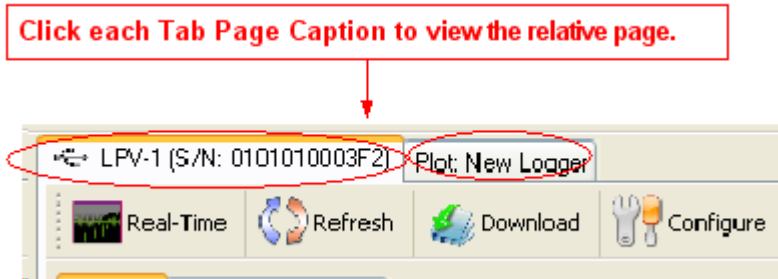 Click each Tab Page Caption to view the relative page.
LPV-1 (S/N: 0101010003F2) Plot: New Logger
Real-Time Refresh Download Configure